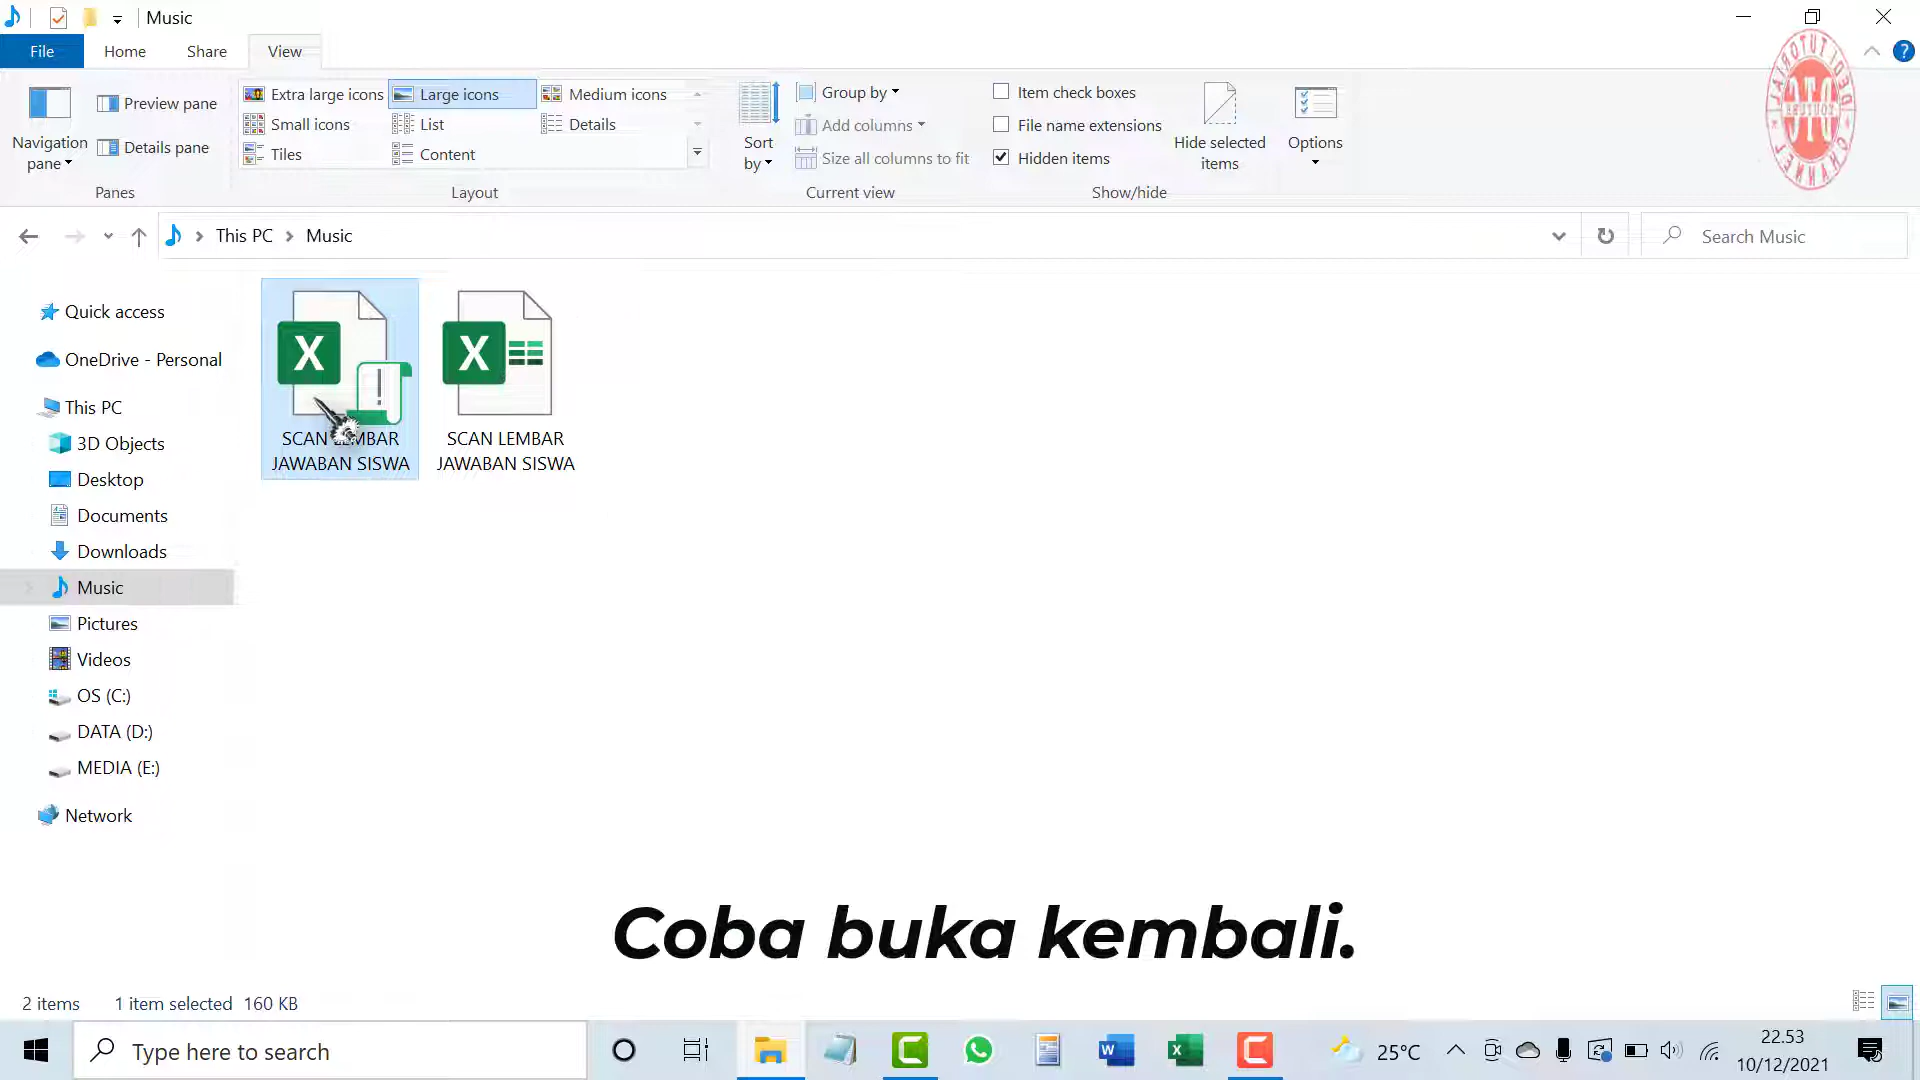 Music
File
Home
Share
View
Navigation
pane
Preview pane
Details pane
Panes
Extra large icons
Large icons
Medium icons
Small icons
List
Details
Tiles
Content
Layout
Sort
by
Group by
Add columns
Size all columns to fit
Current view
Item check boxes
File name extensions
Hidden items
Hide selected
items
Show/hide
Options
This PC
Music
Search Music
Quick access
OneDrive - Personal
This PC
3D Objects
Desktop
Documents
Downloads
Music
Pictures
Videos
OS (C:)
DATA (D:)
MEDIA (E:)
Network
SCAN LEMBAR
JAWABAN SISWA
SCAN LEMBAR
JAWABAN SISWA
Coba buka kembali.
2 items
1 item selected
160 KB
Type here to search
25°C
22.53
10/12/2021